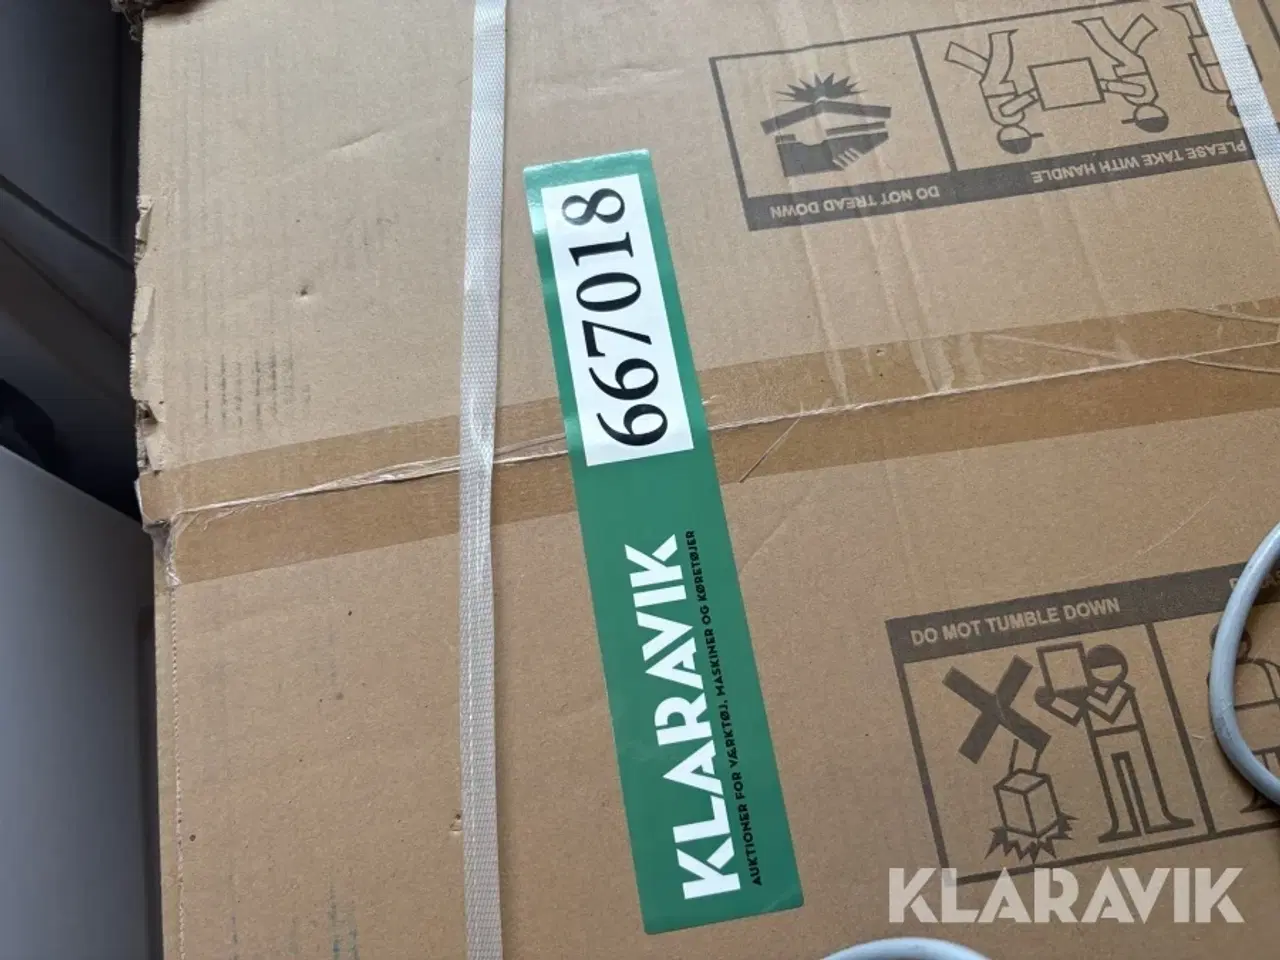 667018
KLARAVIK
AUKTIONER FOR VÆRKTØJ, MASKINER OG KØRETØJER
DO NOT TREAD DOWN
PLEASE TAKE WITH HANDLE
DO MOT TUMBLE DOWN
KLARAVIK